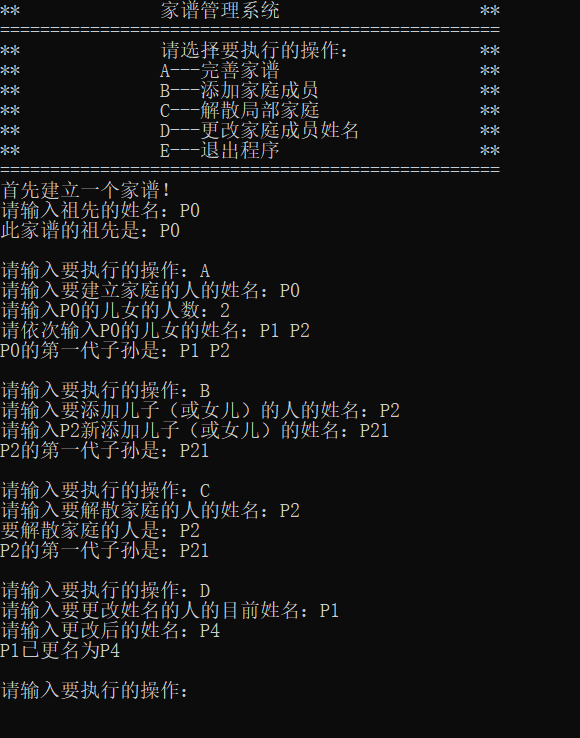 **              家谱管理系统                    **
==================================================
**              请选择要执行的操作:             **
**              A---完善家谱                    **
**              B---添加家庭成员                **
**              C---解散局部家庭                **
**              D---更改家庭成员姓名            **
**              E---退出程序                    **
==================================================
首先建立一个家谱!
请输入祖先的姓名: P0
此家谱的祖先是: P0
请输入要执行的操作: A
请输入要建立家庭的人的姓名: P0
请输入P0的儿女的人数: 2
请依次输入P0的儿女的姓名: P1 P2
P0的第一代子孙是: P1 P2
请输入要执行的操作: B
请输入要添加儿子（或女儿）的人的姓名: P2
请输入P2新添加儿子（或女儿）的姓名: P21
P2的第一代子孙是: P21
请输入要执行的操作: C
请输入要解散家庭的人的姓名: P2
要解散家庭的人是: P2
P2的第一代子孙是: P21
请输入要执行的操作: D
请输入要更改姓名的人的目前姓名: P1
请输入更改后的姓名: P4
P1已更名为P4
请输入要执行的操作: